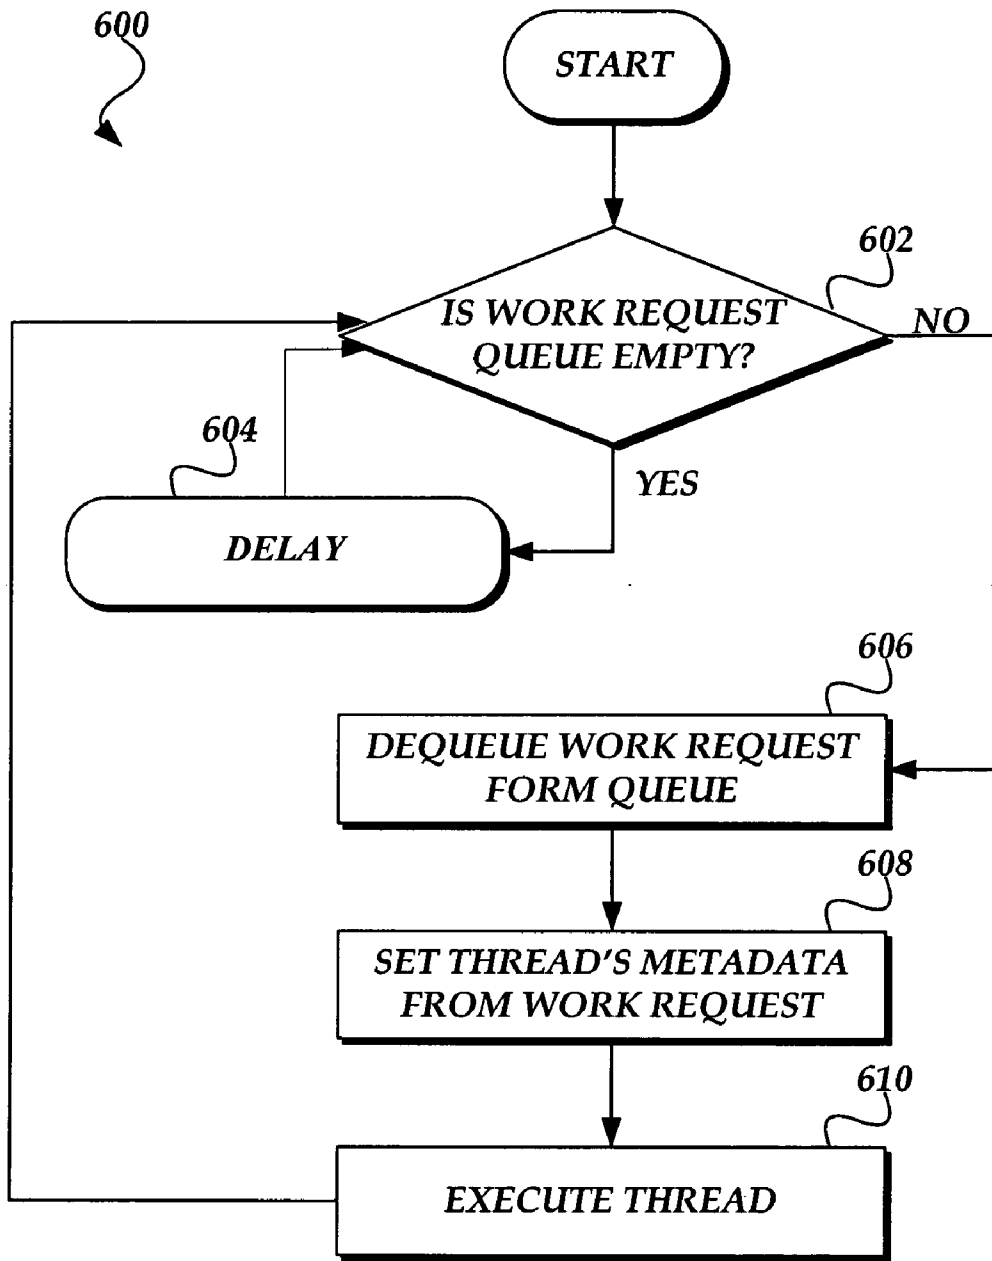 600
START
602
IS WORK REQUEST
QUEUE EMPTY?
NO
604
YES
DELAY
606
DEQUEUE WORK REQUEST
FORM QUEUE
608
SET THREAD'S METADATA
FROM WORK REQUEST
610
EXECUTE THREAD